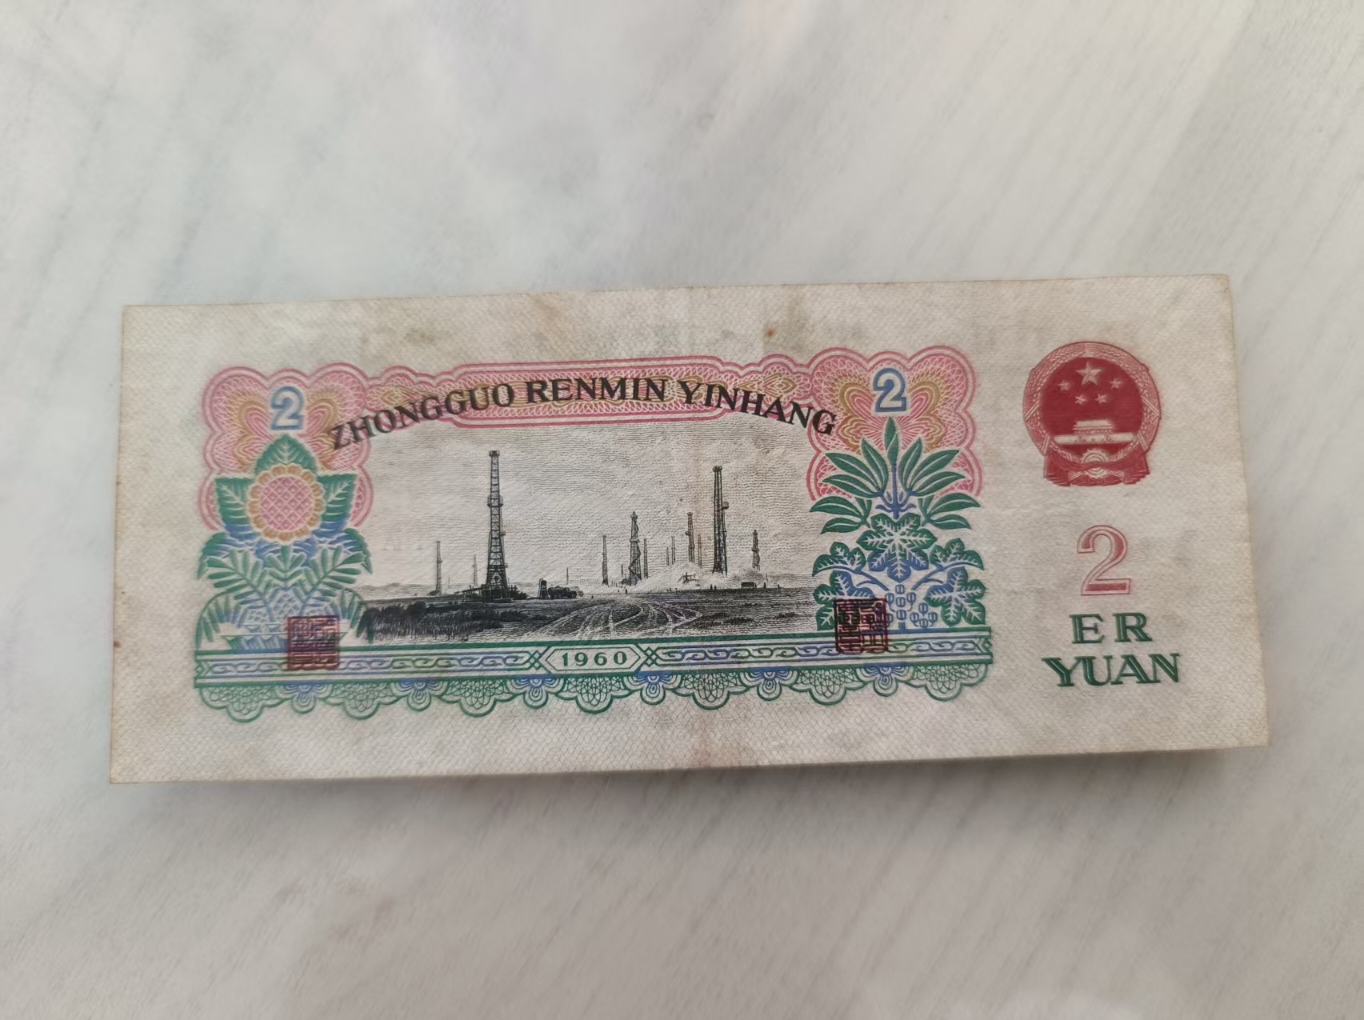 ZHONGGUO RENMIN YINHANG
2
2
1960
2
ER
YUAN